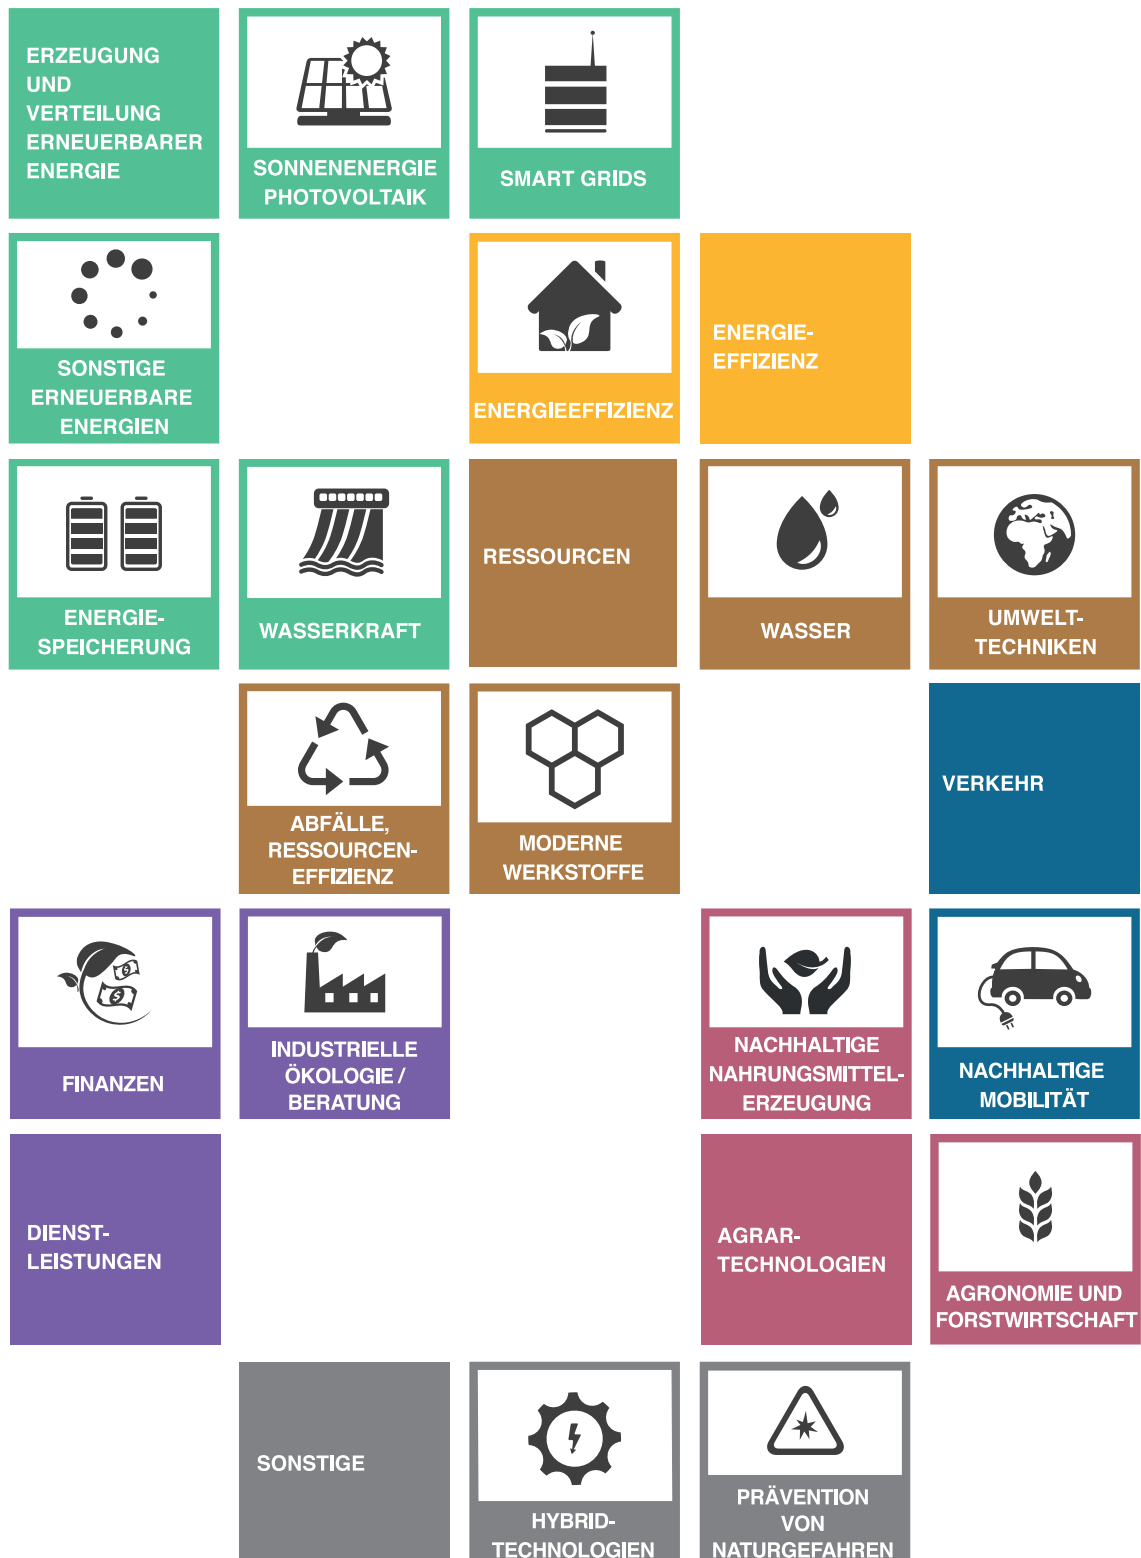 ERZEUGUNG
UND
VERTEILUNG
ERNEUERBARER
ENERGIE
SONNENENERGIE
PHOTOVOLTAIK
SMART GRIDS
SONSTIGE
ERNEUERBARE
ENERGIEN
ENERGIEEFFIZIENZ
ENERGIE-
EFFIZIENZ
ENERGIE-
SPEICHERUNG
WASSERKRAFT
RESSOURCEN
WASSER
UMWELT-
TECHNIKEN
ABFÄLLE,
RESSOURCEN-
EFFIZIENZ
MODERNE
WERKSTOFFE
VERKEHR
FINANZEN
INDUSTRIELLE
ÖKOLOGIE /
BERATUNG
NACHHALTIGE
NAHRUNGSMITTEL-
ERZEUGUNG
NACHHALTIGE
MOBILITÄT
DIENST-
LEISTUNGEN
AGRAR-
TECHNOLOGIEN
AGRONOMIE UND
FORSTWIRTSCHAFT
SONSTIGE
HYBRID-
TECHNOLOGIEN
PRÄVENTION
VON
NATURGEFAHREN